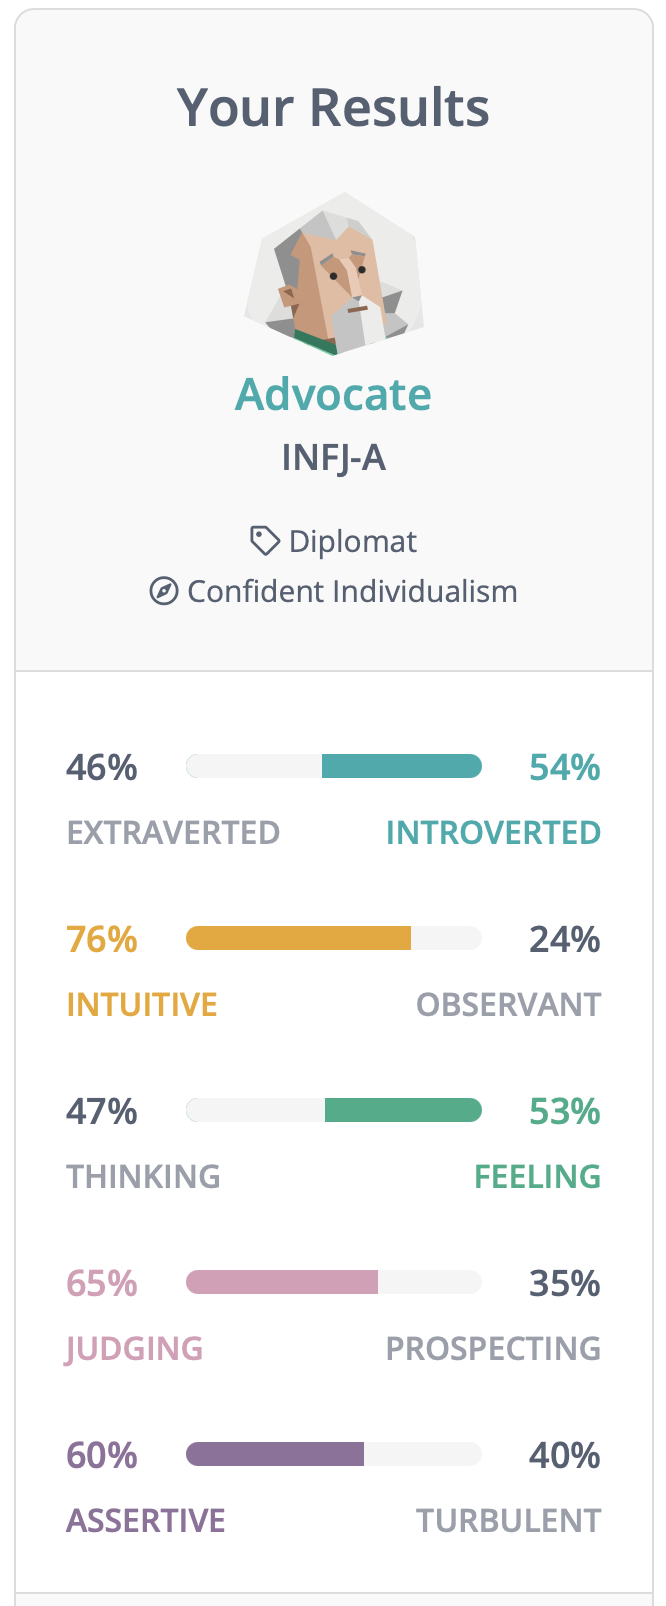 Your Results
Advocate
INFJ-A
Diplomat
Confident Individualism
46% 54%
EXTRAVERTED INTROVERTED
76% 24%
INTUITIVE OBSERVANT
47% 53%
THINKING FEELING
65% 35%
JUDGING PROSPECTING
60% 40%
ASSERTIVE TURBULENT